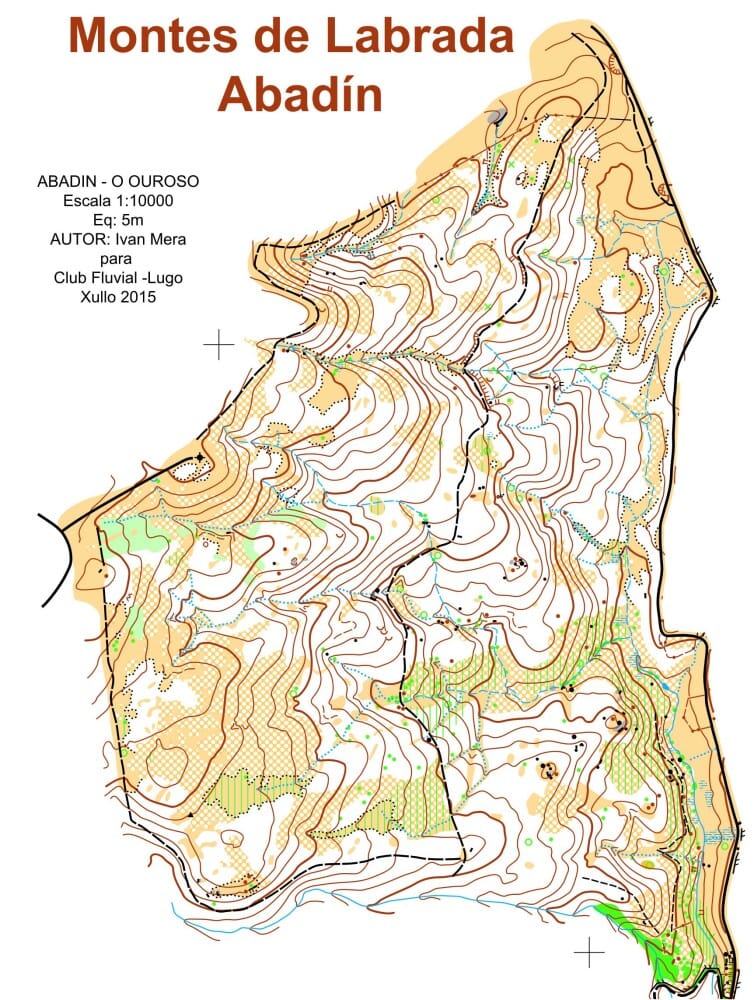 Montes de Labrada
Abadín
ABADIN - O OUROSO
Escala 1:10000
Eq: 5m
AUTOR: Ivan Mera
para
Club Fluvial -Lugo
Xullo 2015